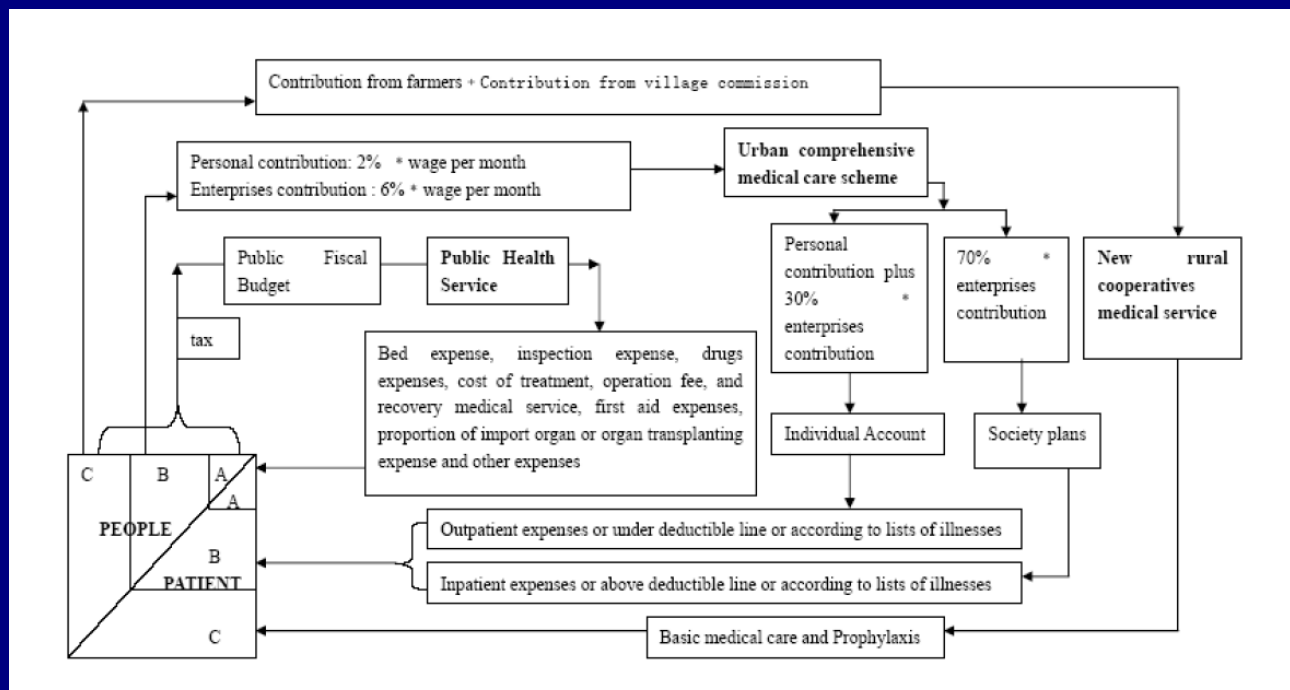 Contribution from farmers + Contribution from village commission
Personal contribution: 2% * wage per month
Enterprises contribution : 6% * wage per month
Urban comprehensive
medical care scheme
Public Fiscal
Budget
Public Health
Service
Personal
contribution plus
30% *
enterprises
contribution
70% *
enterprises
contribution
New rural
cooperatives
medical service
tax
Bed expense, inspection expense, drugs
expenses, cost of treatment, operation fee, and
recovery medical service, first aid expenses,
proportion of import organ or organ transplanting
expense and other expenses
Individual Account
Society plans
C
B
A
A
PEOPLE
B
PATIENT
C
Outpatient expenses or under deductible line or according to lists of illnesses
Inpatient expenses or above deductible line or according to lists of illnesses
Basic medical care and Prophylaxis